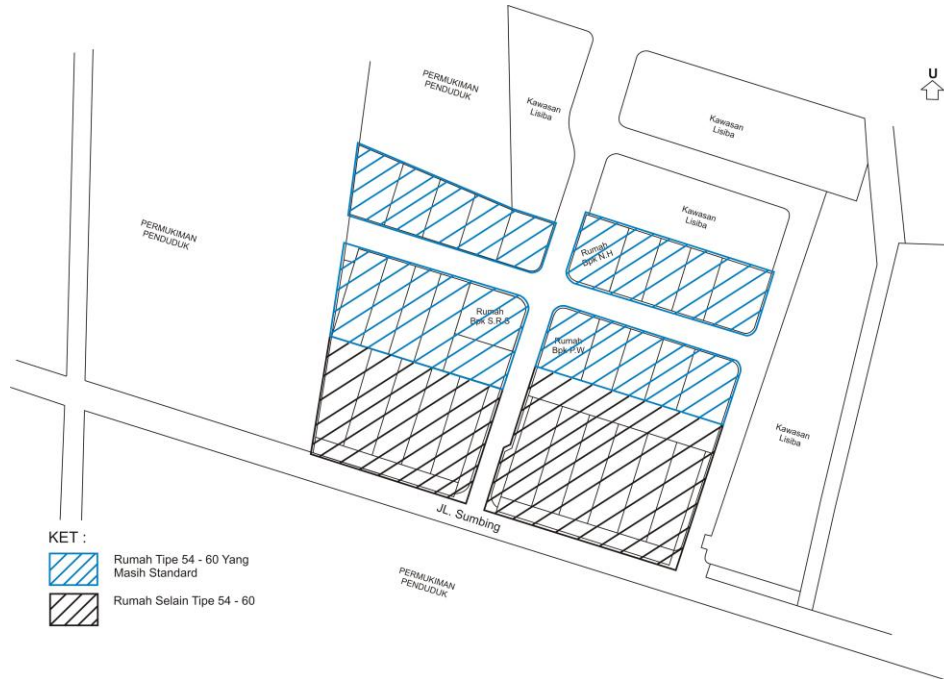 U
PERMUKIMAN
PENDUDUK
Kawasan
Lisiba
Kawasan
Lisiba
Kawasan
Lisiba
PERMUKIMAN
PENDUDUK
Rumah
Bpk N.H
Rumah
Bpk S.R.S
Rumah
Bpk P.W
Kawasan
Lisiba
JL. Sumbing
PERMUKIMAN
PENDUDUK
KET :
Rumah Tipe 54 - 60 Yang
Masih Standard
Rumah Selain Tipe 54 - 60